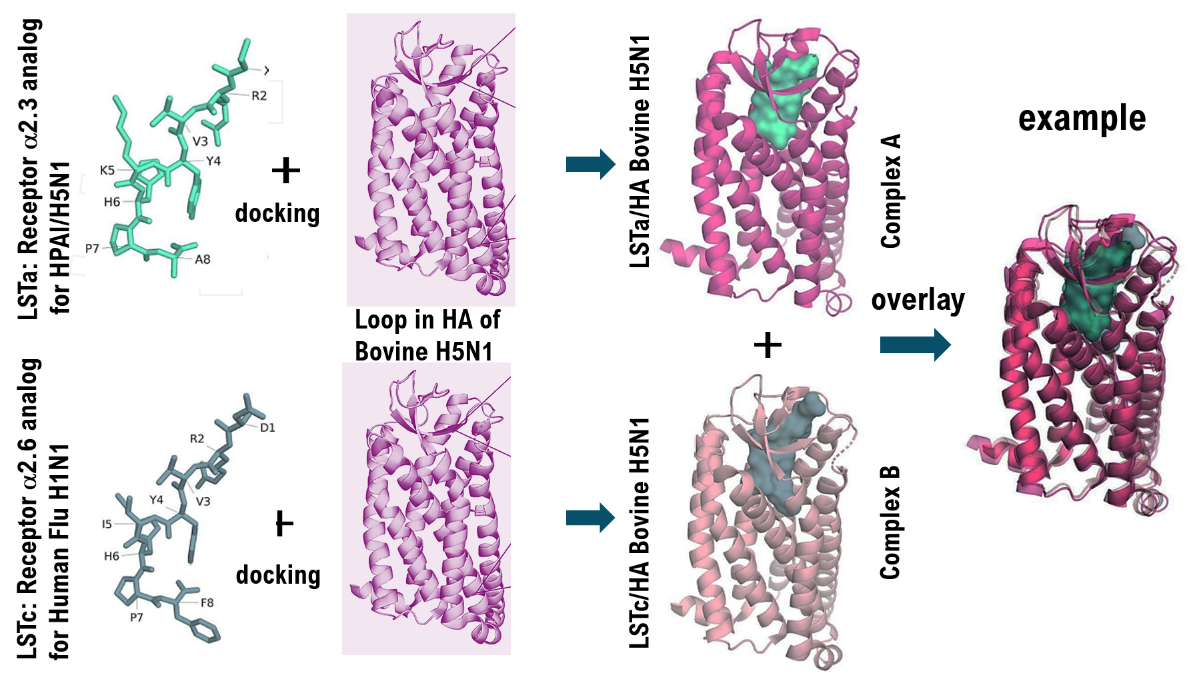 LSTa: Receptor α2.3 analog
for HPAI/H5N1
R2
V3
Y4
K5
H6
P7
A8
+
docking
Loop in HA of
Bovine H5N1
LSTa/HA Bovine H5N1
Complex A
example
+
overlay
LSTc: Receptor α2.6 analog
for Human Flu H1N1
D1
R2
V3
Y4
I5
H6
P7
F8
+
docking
LSTc/HA Bovine H5N1
Complex B